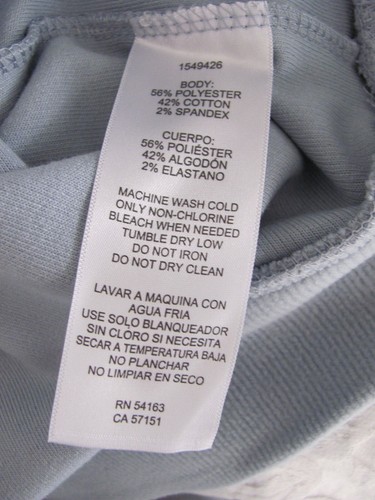 1549426
BODY:
56% POLYESTER
42% COTTON
2% SPANDEX
CUERPO:
56% POLIÉSTER
42% ALGODÓN
2% ELASTANO
MACHINE WASH COLD
ONLY NON-CHLORINE
BLEACH WHEN NEEDED
TUMBLE DRY LOW
DO NOT IRON
DO NOT DRY CLEAN
LAVAR A MAQUINA CON
AGUA FRIA
USE SOLO BLANQUEADOR
SIN CLORO SI NECESITA
SECAR A TEMPERATURA BAJA
NO PLANCHAR
NO LIMPIAR EN SECO
RN 54163
CA 57151